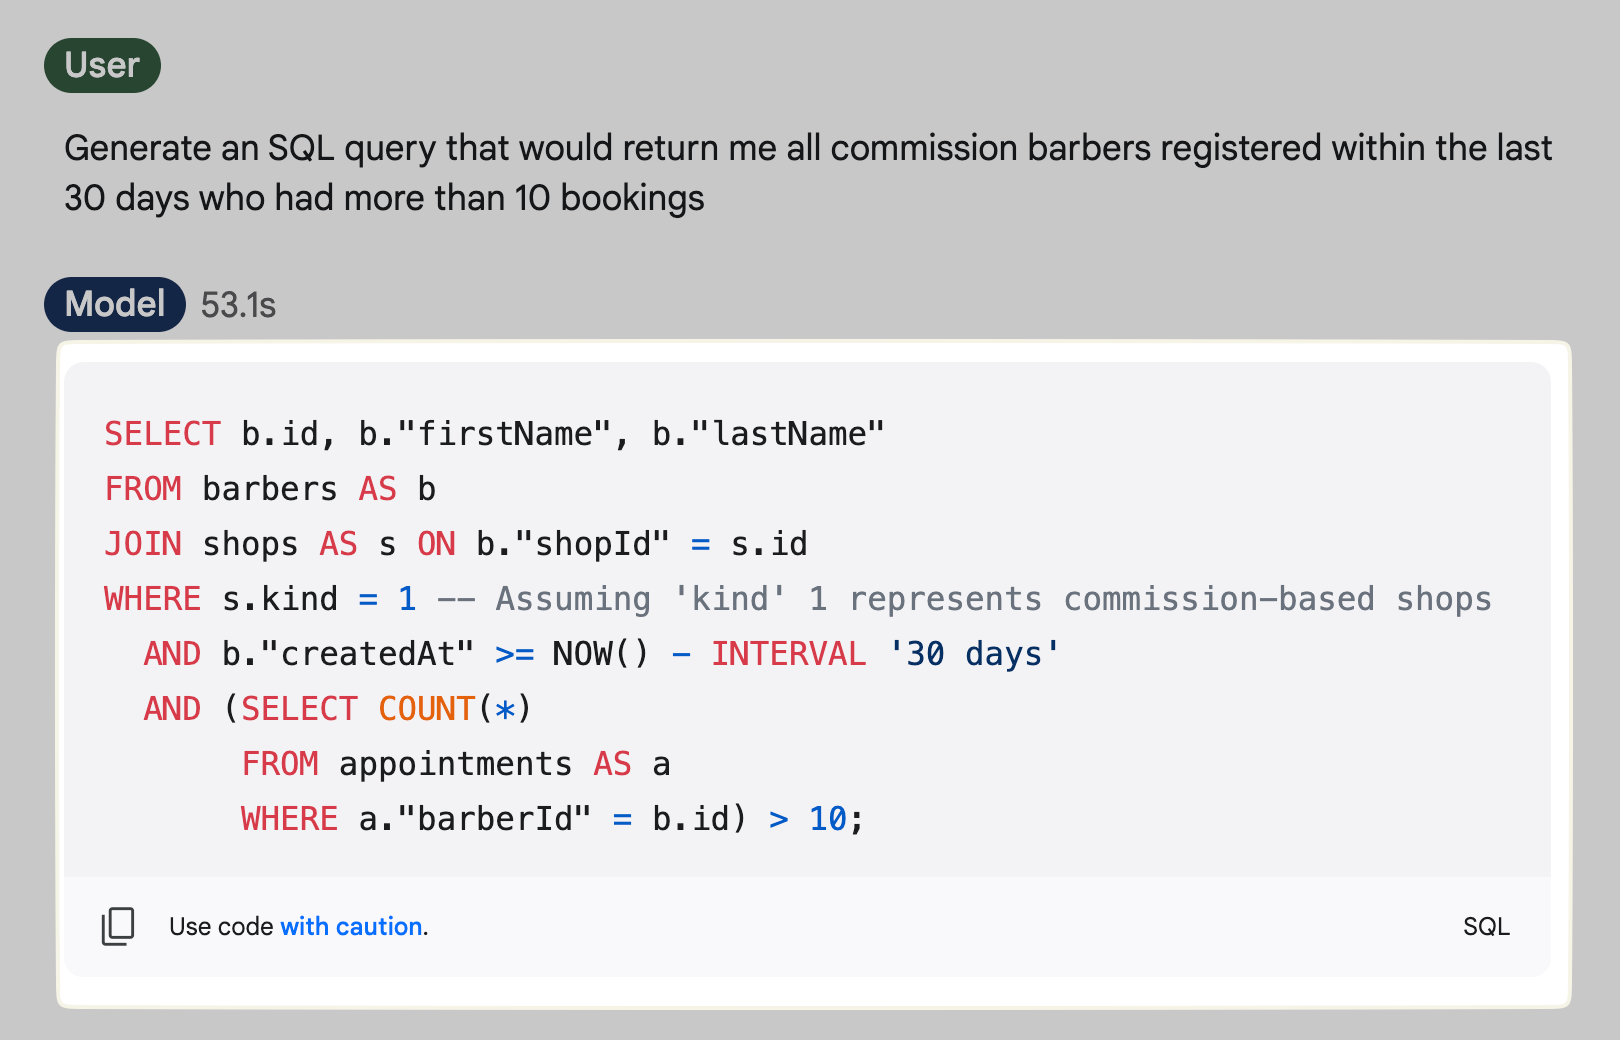 User
Generate an SQL query that would return me all commission barbers registered within the last
30 days who had more than 10 bookings
Model 53.1s
SELECT b.id, b."firstName", b."lastName"
FROM barbers AS b
JOIN shops AS s ON b."shopId" = s.id
WHERE s.kind = 1 -- Assuming 'kind' 1 represents commission-based shops
  AND b."createdAt" >= NOW() - INTERVAL '30 days'
  AND (SELECT COUNT(*)
       FROM appointments AS a
       WHERE a."barberId" = b.id) > 10;
Use code with caution. SQL